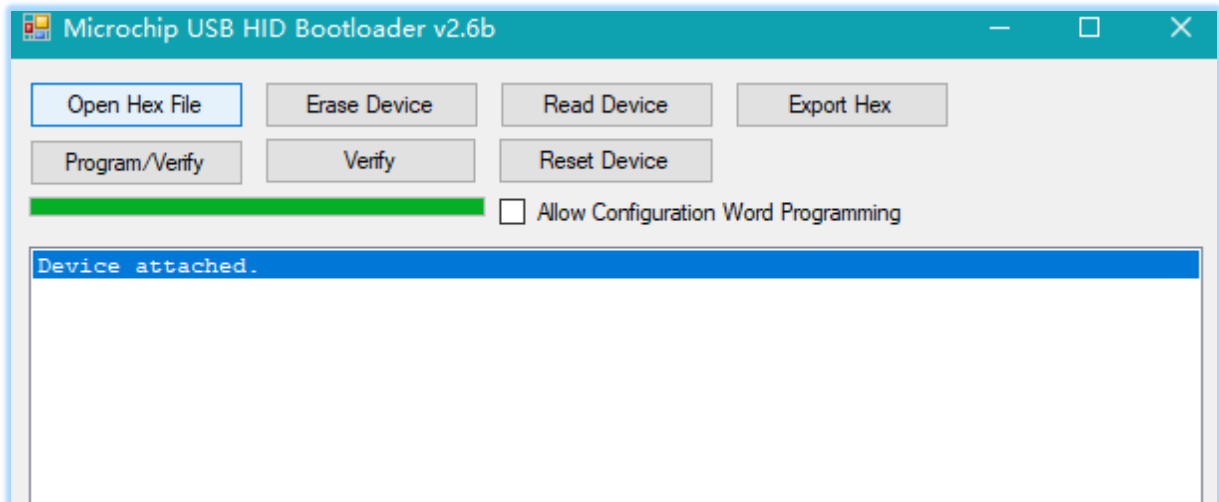 Microchip USB HID Bootloader v2.6b
Open Hex File Erase Device Read Device Export Hex
Program/Verify Verify Reset Device
Allow Configuration Word Programming
Device attached.